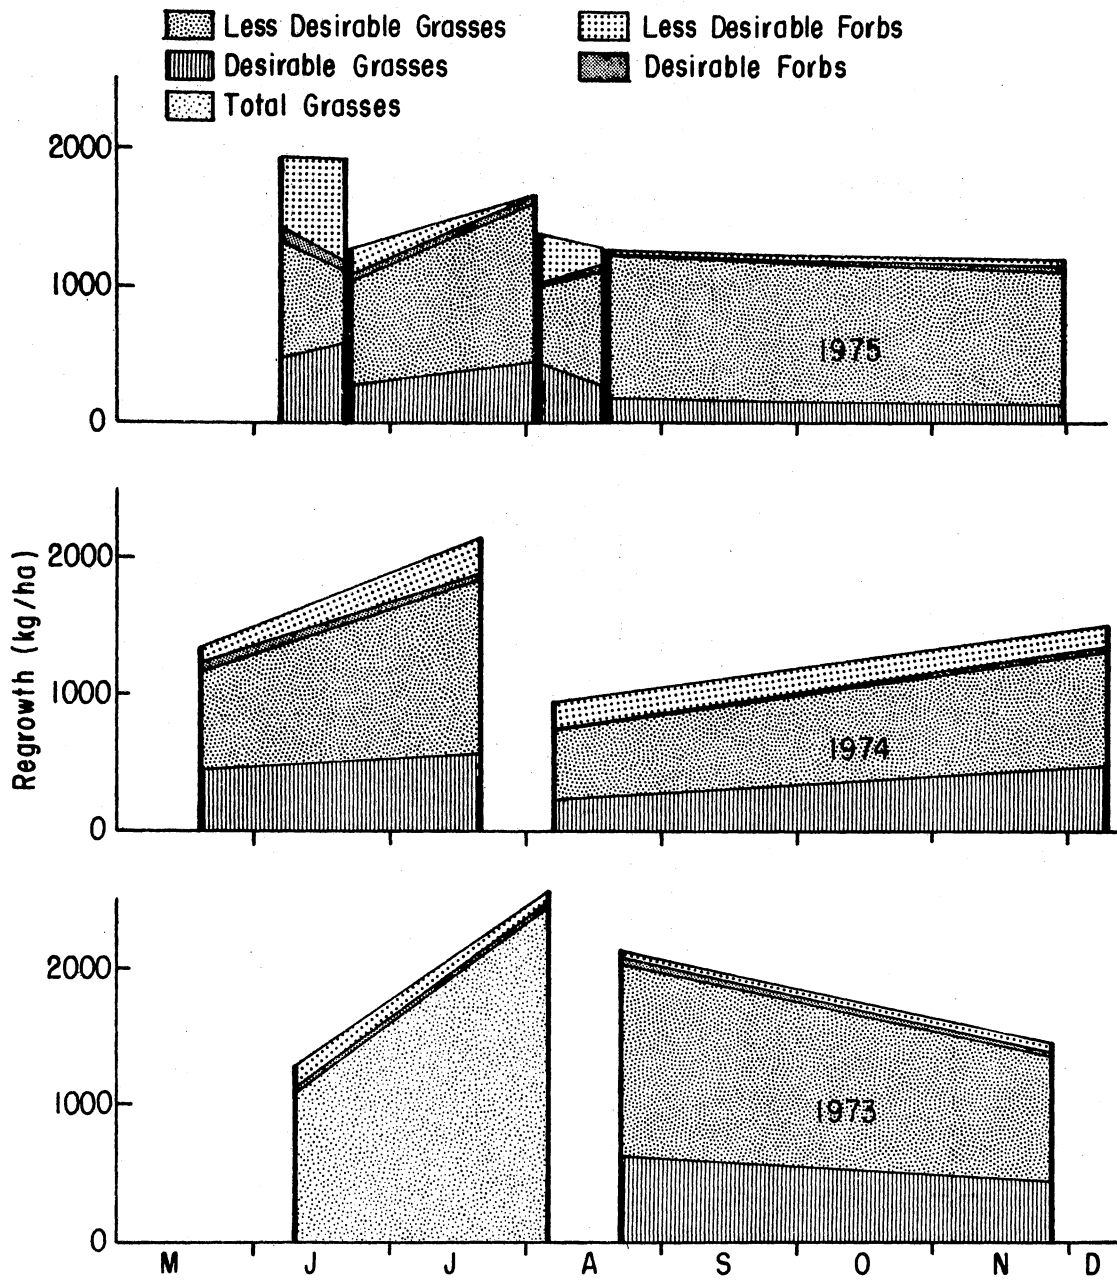 Less Desirable Grasses
Less Desirable Forbs
Desirable Grasses
Desirable Forbs
Total Grasses
2000
1000
1975
0
Regrowth (kg/ha)
2000
1000
1974
0
2000
1000
1973
0
M J J A S O N D